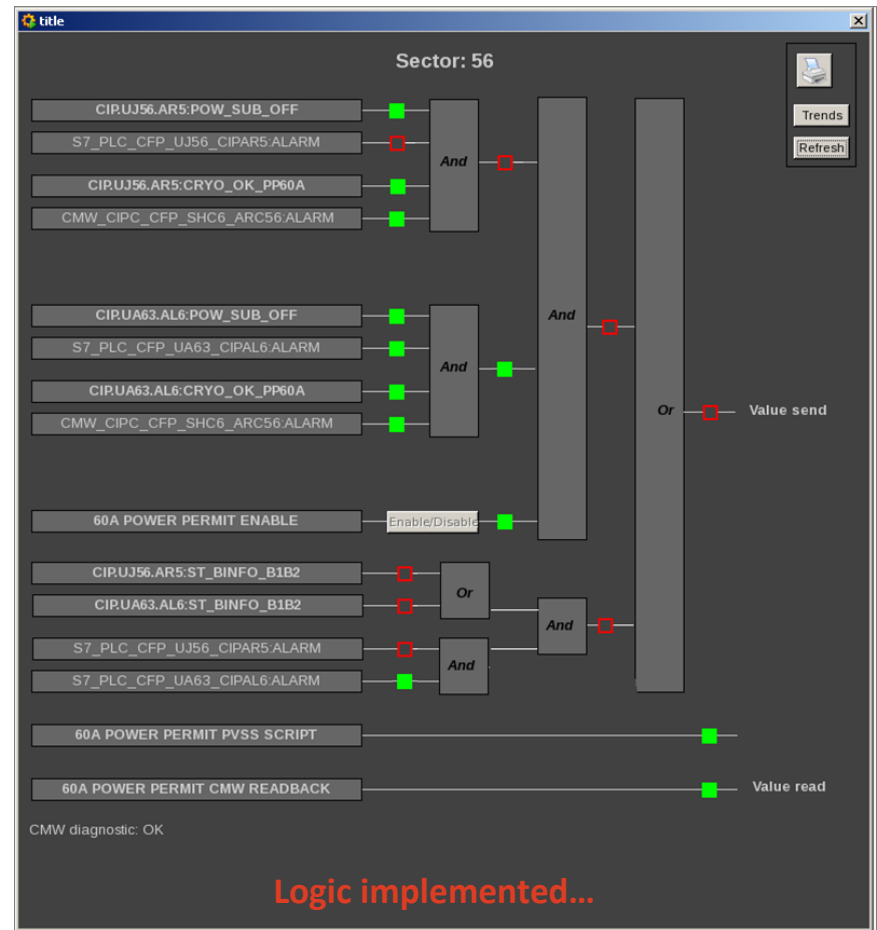 title
Sector: 56
Trends
Refresh
CIP.UJ56.AR5:POW_SUB_OFF
S7_PLC_CFP_UJ56_CIPAR5:ALARM
And
CIP.UJ56.AR5:CRYO_OK_PP60A
CMW_CIPC_CFP_SHC6_ARC56:ALARM
CIP.UA63.AL6:POW_SUB_OFF
And
S7_PLC_CFP_UA63_CIPAL6:ALARM
And
CIP.UA63.AL6:CRYO_OK_PP60A
CMW_CIPC_CFP_SHC6_ARC56:ALARM
Or
Value send
60A POWER PERMIT ENABLE
Enable/Disable
CIP.UJ56.AR5:ST_BINFO_B1B2
Or
CIP.UA63.AL6:ST_BINFO_B1B2
And
S7_PLC_CFP_UJ56_CIPAR5:ALARM
And
S7_PLC_CFP_UA63_CIPAL6:ALARM
60A POWER PERMIT PVSS SCRIPT
60A POWER PERMIT CMW READBACK
Value read
CMW diagnostic: OK
Logic implemented...